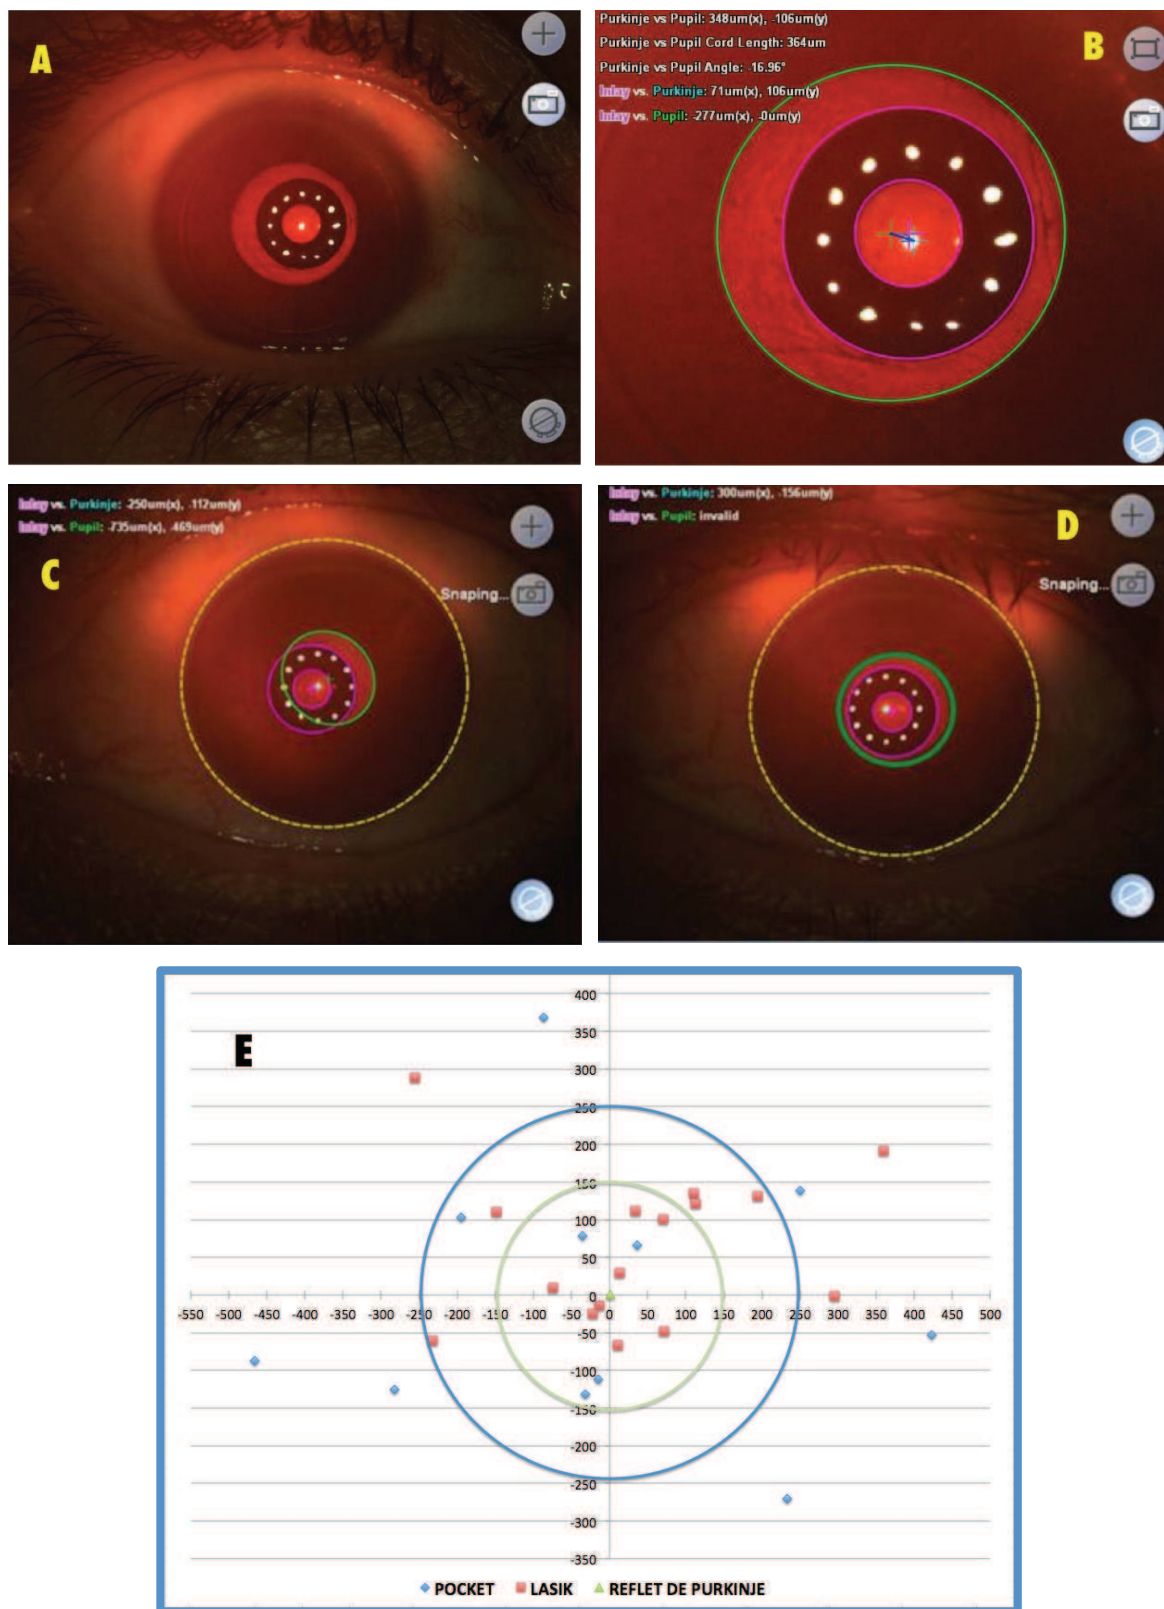 A
Purkinje vs Pupil: 348um(x), -106um(y)
Purkinje vs Pupil Cord Length: 364um
Purkinje vs Pupil Angle: -16.96°
Inlay vs. Purkinje: 71um(x), 106um(y)
Inlay vs. Pupil: -277um(x), -0um(y)
B
Inlay vs. Purkinje: -250um(x), -112um(y)
Inlay vs. Pupil: -735um(x), -469um(y)
C
Snaping...
Inlay vs. Purkinje: 300um(x), -156um(y)
Inlay vs. Pupil: invalid
D
Snaping...
E
400
350
300
250
200
150
100
50
0
-550 -500 -450 -400 -350 -300 -250 -200 -150 -100 -50 0 50 100 150 200 250 300 350 400 450 500
-50
-100
-150
-200
-250
-300
-350
POCKET LASIK REFLET DE PURKINJE